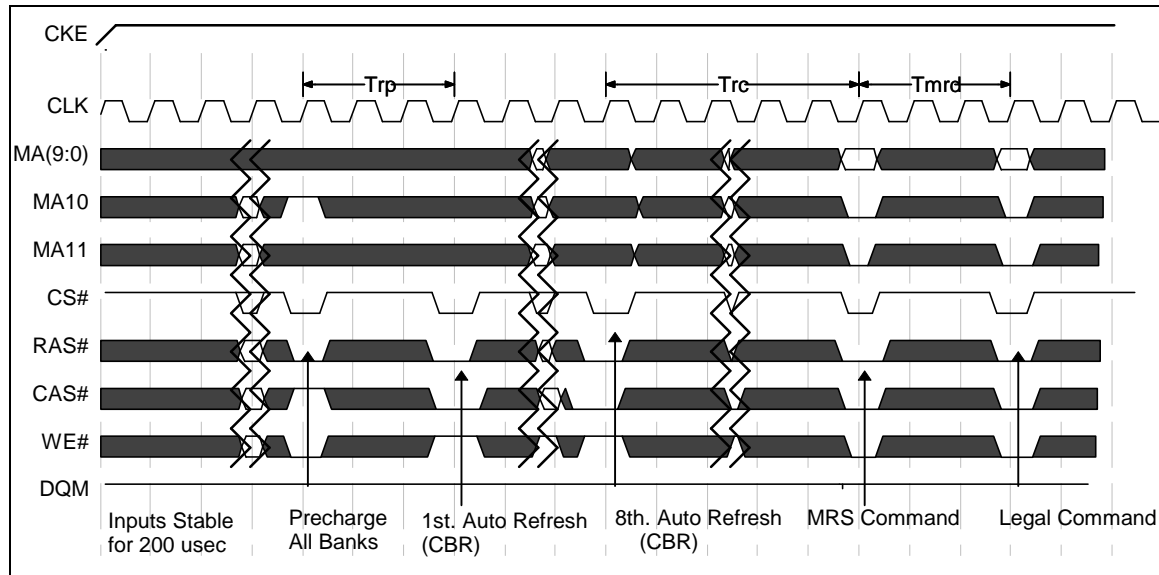 CKE
Trp
Trc
Tmrd
CLK
MA(9:0)
MA10
MA11
CS#
RAS#
CAS#
WE#
DQM
Inputs Stable
for 200 usec
Precharge
All Banks
1st. Auto Refresh
(CBR)
8th. Auto Refresh
(CBR)
MRS Command
Legal Command